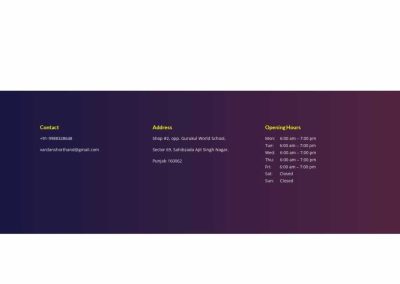 Contact
+91-9988328648
vardanshorthand@gmail.com
Address
Shop #2, opp. Gurukul World School,
Sector 69, Sahibzada Ajit Singh Nagar,
Punjab 160062
Opening Hours
Mon: 6:00 am – 7:00 pm
Tue: 6:00 am – 7:00 pm
Wed: 6:00 am – 7:00 pm
Thu: 6:00 am – 7:00 pm
Fri: 6:00 am – 7:00 pm
Sat: Closed
Sun: Closed